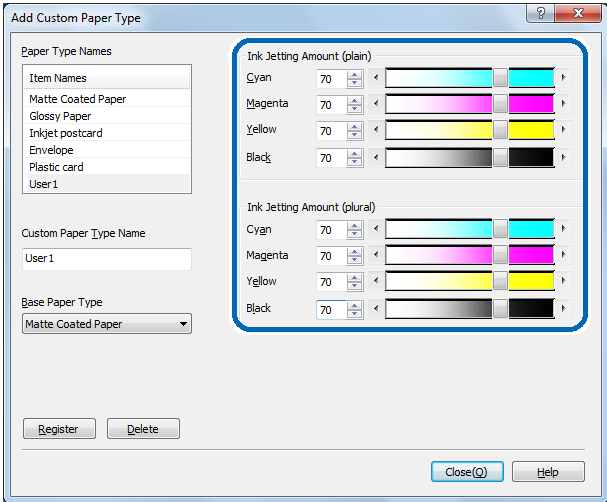 Add Custom Paper Type
?
Paper Type Names
Item Names
Matte Coated Paper
Glossy Paper
Inkjet postcard
Envelope
Plastic card
User1
Custom Paper Type Name
User1
Base Paper Type
Matte Coated Paper
Register Delete
Ink Jetting Amount (plain)
Cyan 70
Magenta 70
Yellow 70
Black 70
Ink Jetting Amount (plural)
Cyan 70
Magenta 70
Yellow 70
Black 70
Close(Q) Help